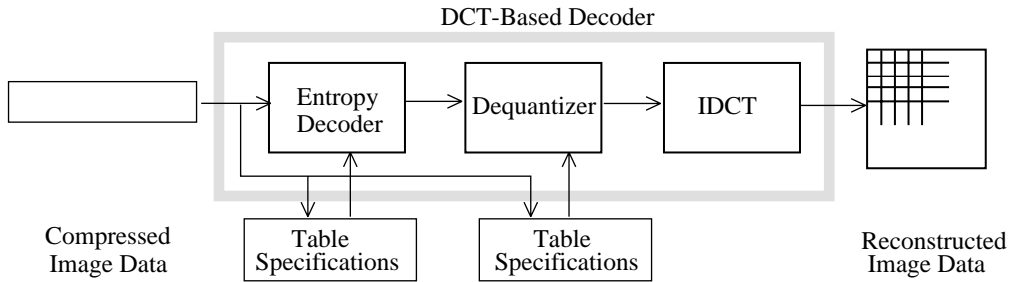 DCT-Based Decoder
Entropy
Decoder
Dequantizer
IDCT
Compressed
Image Data
Table
Specifications
Table
Specifications
Reconstructed
Image Data